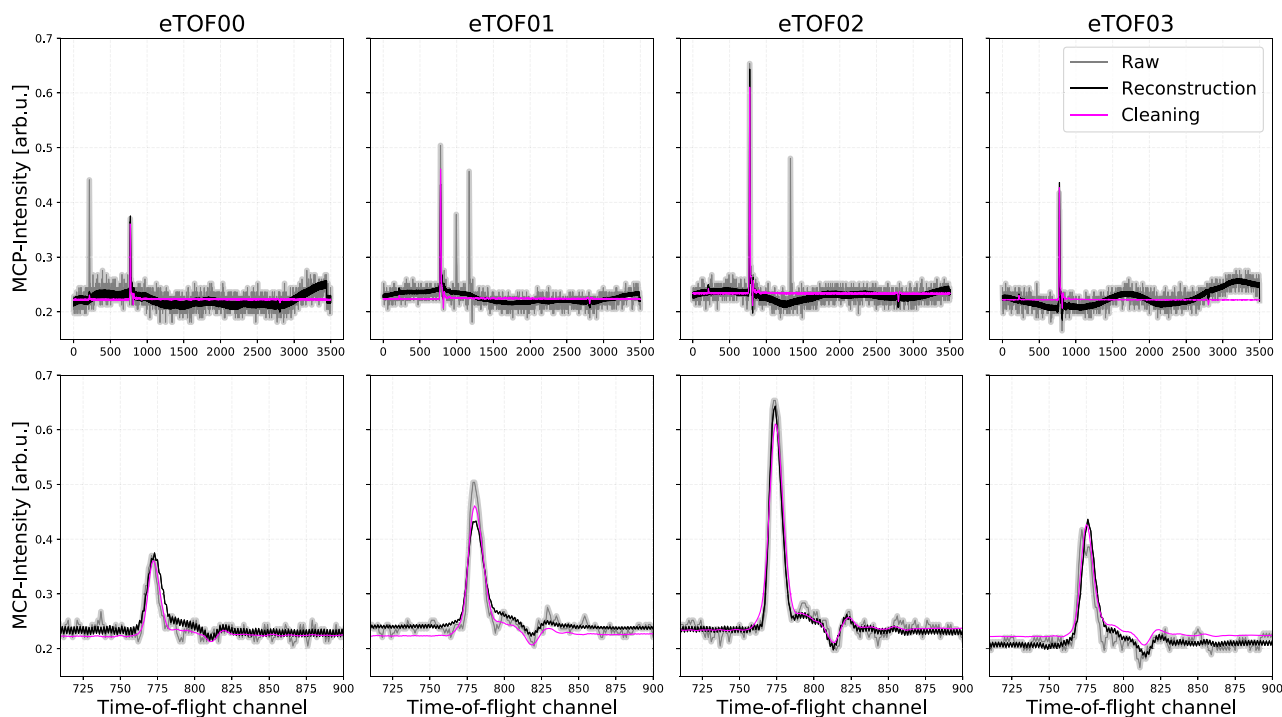 eTOF00 eTOF01 eTOF02 eTOF03
MCP-Intensity [arb.u.]
0.7
0.6
0.5
0.4
0.3
0.2
Raw
Reconstruction
Cleaning
0 500 1000 1500 2000 2500 3000 3500 0 500 1000 1500 2000 2500 3000 3500 0 500 1000 1500 2000 2500 3000 3500 0 500 1000 1500 2000 2500 3000 3500
MCP-Intensity [arb.u.]
0.7
0.6
0.5
0.4
0.3
0.2
725 750 775 800 825 850 875 900 725 750 775 800 825 850 875 900 725 750 775 800 825 850 875 900 725 750 775 800 825 850 875 900
Time-of-flight channel Time-of-flight channel Time-of-flight channel Time-of-flight channel